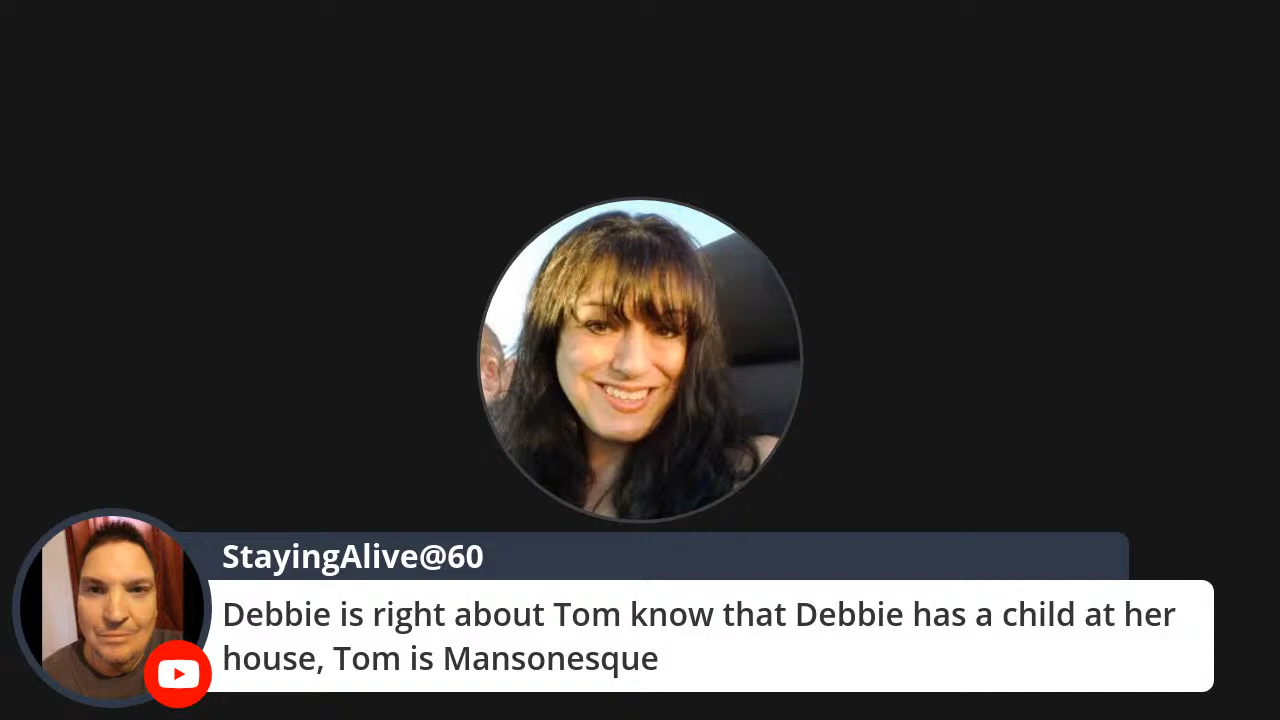 StayingAlive@60
Debbie is right about Tom know that Debbie has a child at her
house, Tom is Mansonesque